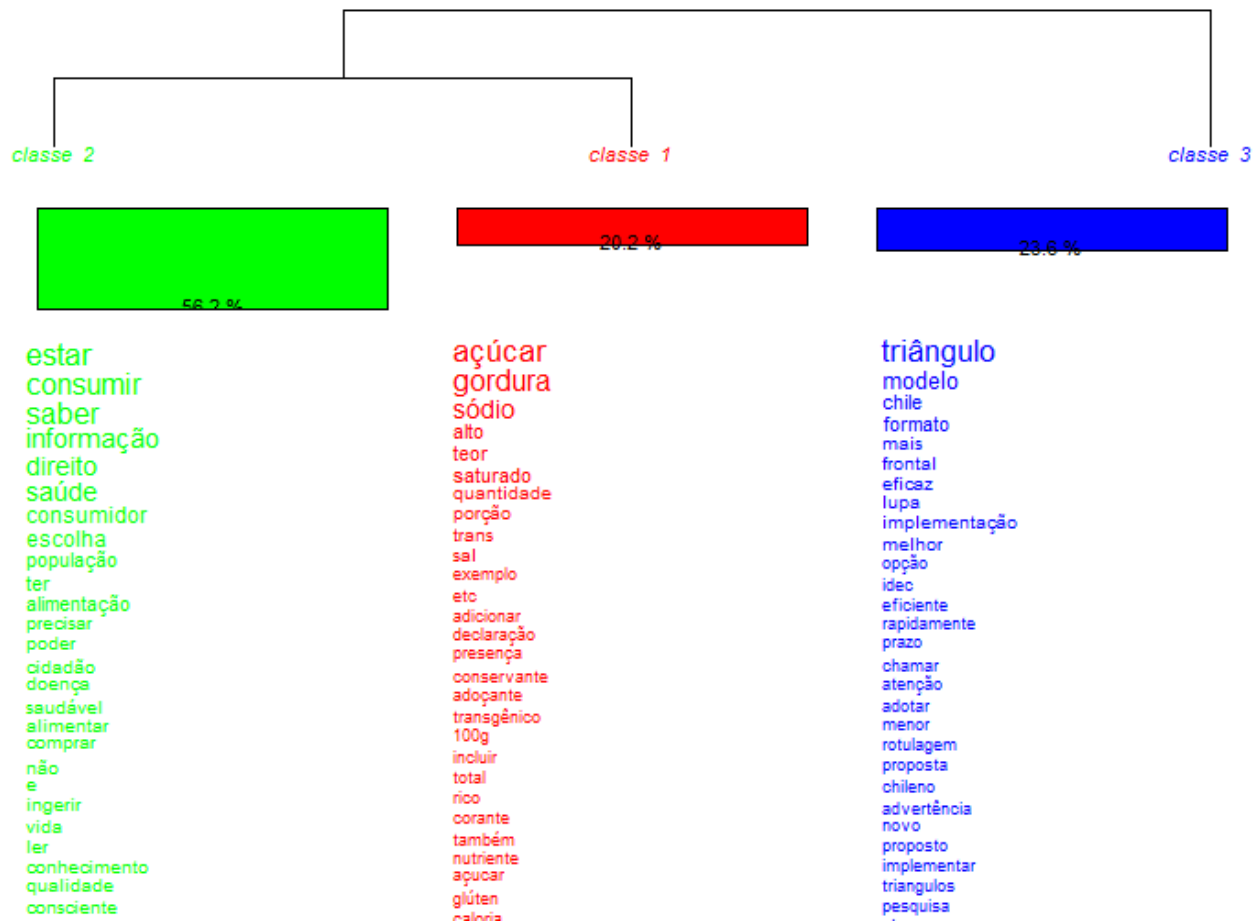 classe 2
classe 1
classe 3
56.2 %
20.2 %
23.6 %
estar
consumir
saber
informação
direito
saúde
consumidor
escolha
população
ter
alimentação
precisar
poder
cidadão
doença
saudável
alimentar
comprar
não
e
ingerir
vida
ler
conhecimento
qualidade
consciente
açúcar
gordura
sódio
alto
teor
saturado
quantidade
porção
trans
sal
exemplo
etc
adicionar
declaração
presença
conservante
adoçante
transgênico
100g
incluir
total
rico
corante
também
nutriente
açucar
glúten
caloria
triângulo
modelo
chile
formato
mais
frontal
eficaz
lupa
implementação
melhor
opção
idec
eficiente
rapidamente
prazo
chamar
atenção
adotar
menor
rotulagem
proposta
chileno
advertência
novo
proposto
implementar
triangulos
pesquisa